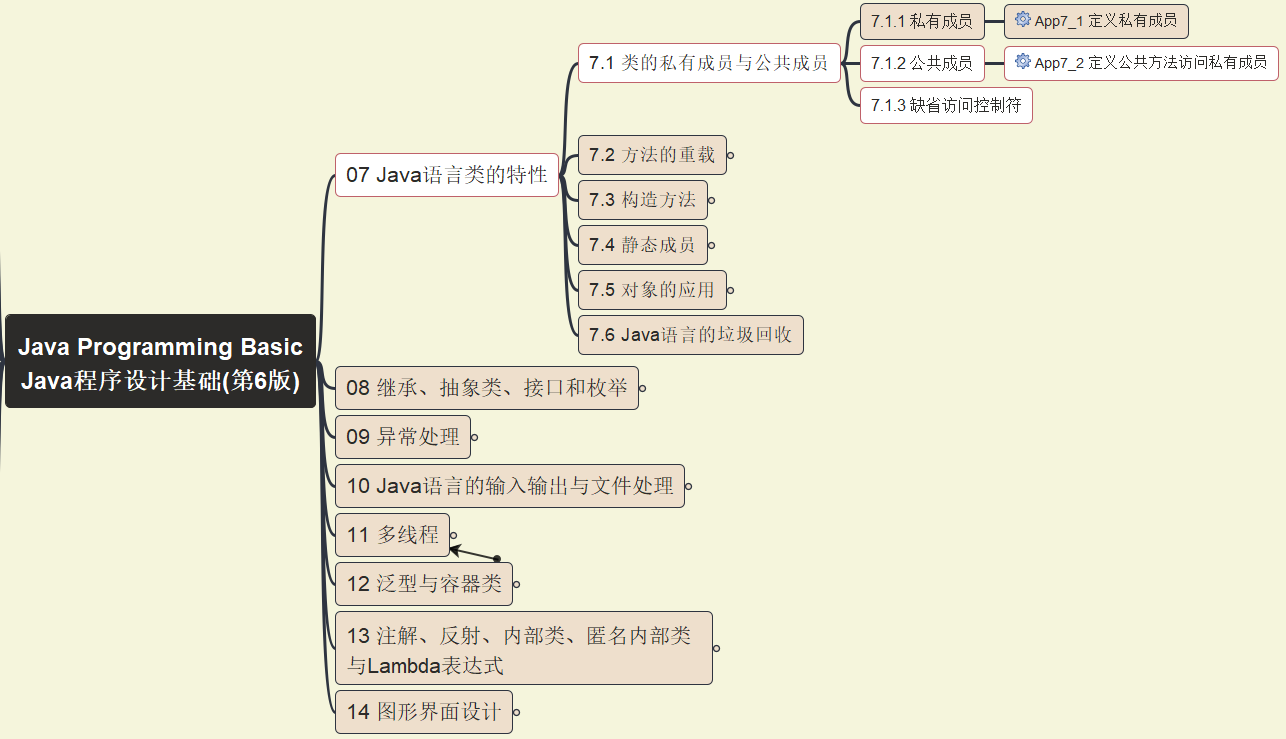 Java Programming Basic
Java程序设计基础(第6版)
07 Java语言类的特性
7.1 类的私有成员与公共成员
7.1.1 私有成员
App7_1 定义私有成员
7.1.2 公共成员
App7_2 定义公共方法访问私有成员
7.1.3 缺省访问控制符
7.2 方法的重载
7.3 构造方法
7.4 静态成员
7.5 对象的应用
7.6 Java语言的垃圾回收
08 继承、抽象类、接口和枚举
09 异常处理
10 Java语言的输入输出与文件处理
11 多线程
12 泛型与容器类
13 注解、反射、内部类、匿名内部类
与Lambda表达式
14 图形界面设计